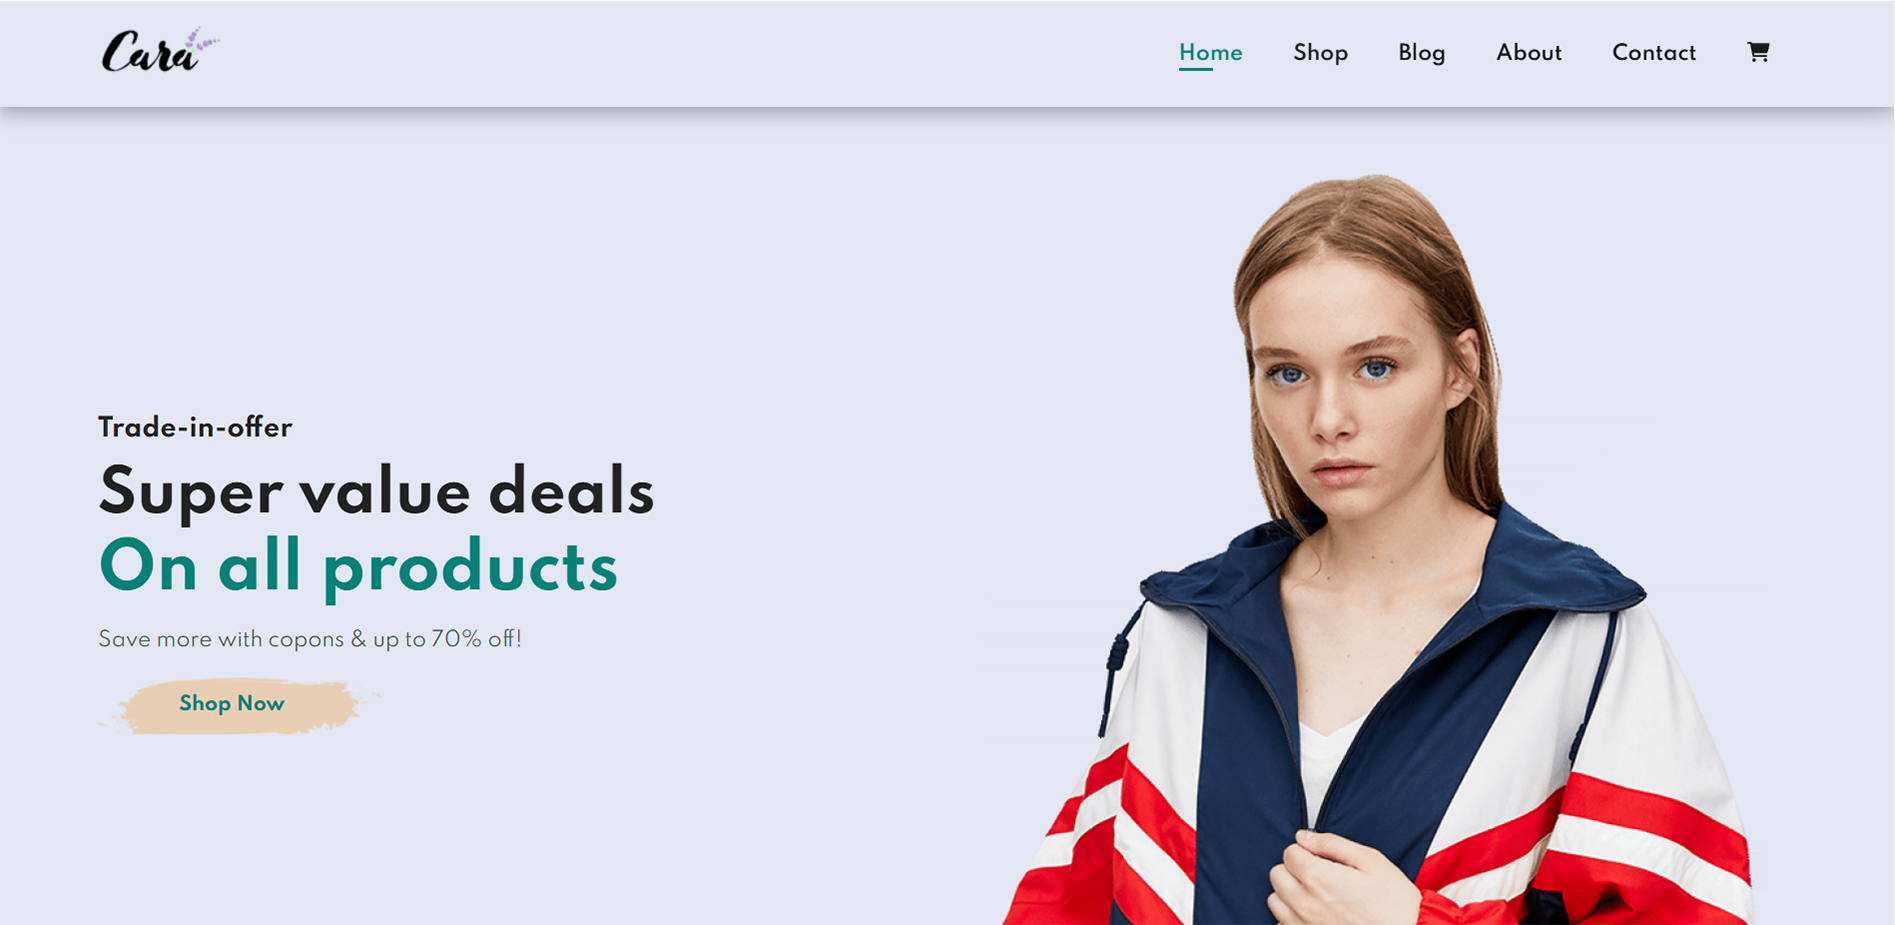 Cara
Home Shop Blog About Contact
Trade-in-offer
Super value deals
On all products
Save more with copons & up to 70% off!
Shop Now